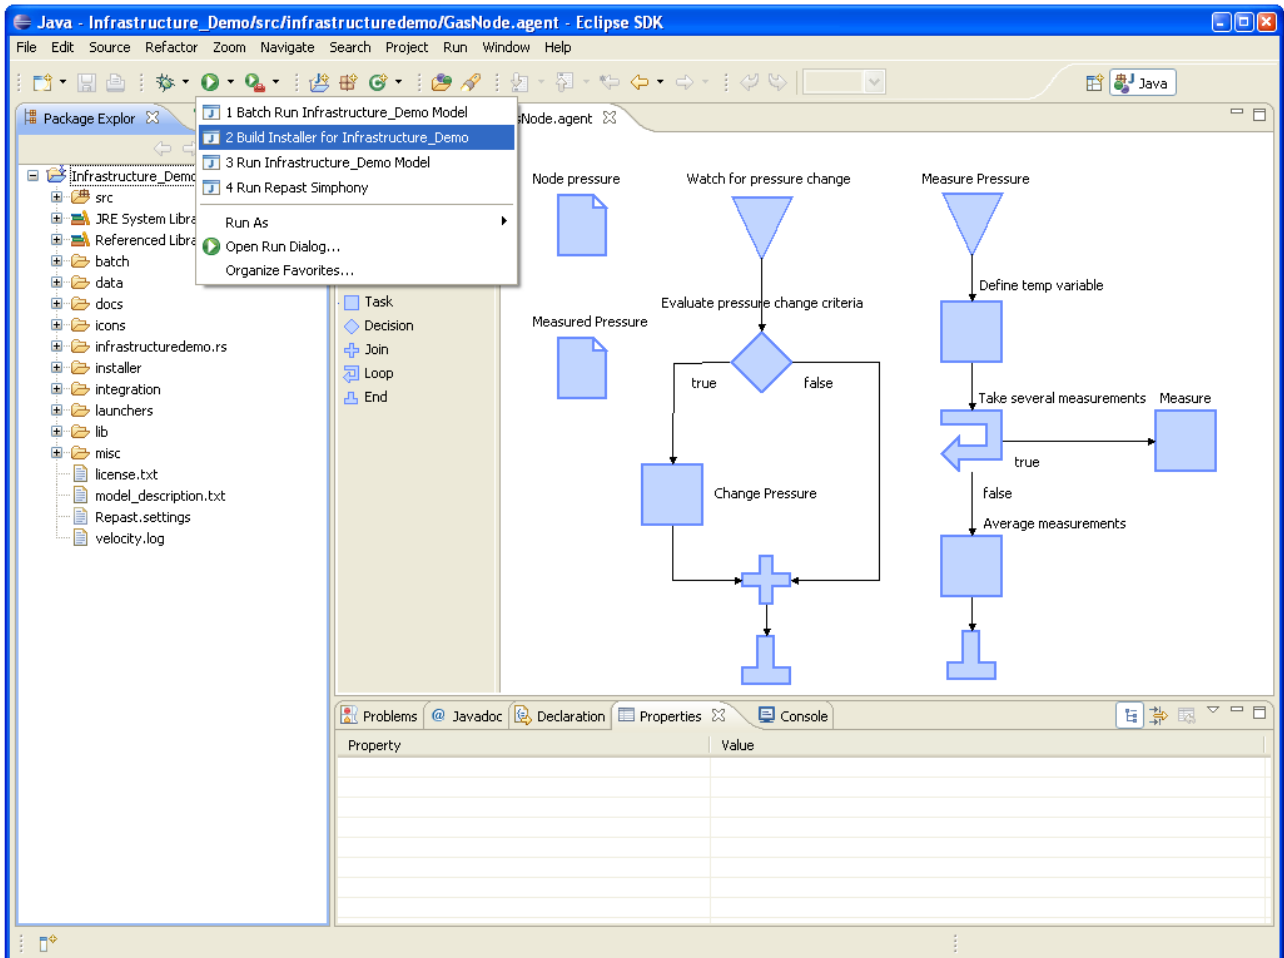 Java - Infrastructure_Demo/src/infrastructuredemo/GasNode.agent - Eclipse SDK
File Edit Source Refactor Zoom Navigate Search Project Run Window Help
Java
Package Explor
Node.agent
1 Batch Run Infrastructure_Demo Model
2 Build Installer for Infrastructure_Demo
3 Run Infrastructure_Demo Model
4 Run Repast Simphony
Run As
Open Run Dialog...
Organize Favorites...
Infrastructure_Demo
src
JRE System Libra
Referenced Libra
batch
data
docs
icons
infrastructuredemo.rs
installer
integration
launchers
lib
misc
license.txt
model_description.txt
Repast.settings
velocity.log
Task
Decision
Join
Loop
End
Node pressure
Watch for pressure change
Measure Pressure
Define temp variable
Evaluate pressure change criteria
Measured Pressure
true
false
Take several measurements
Measure
true
false
Change Pressure
Average measurements
Problems
@ Javadoc
Declaration
Properties
Console
Property
Value